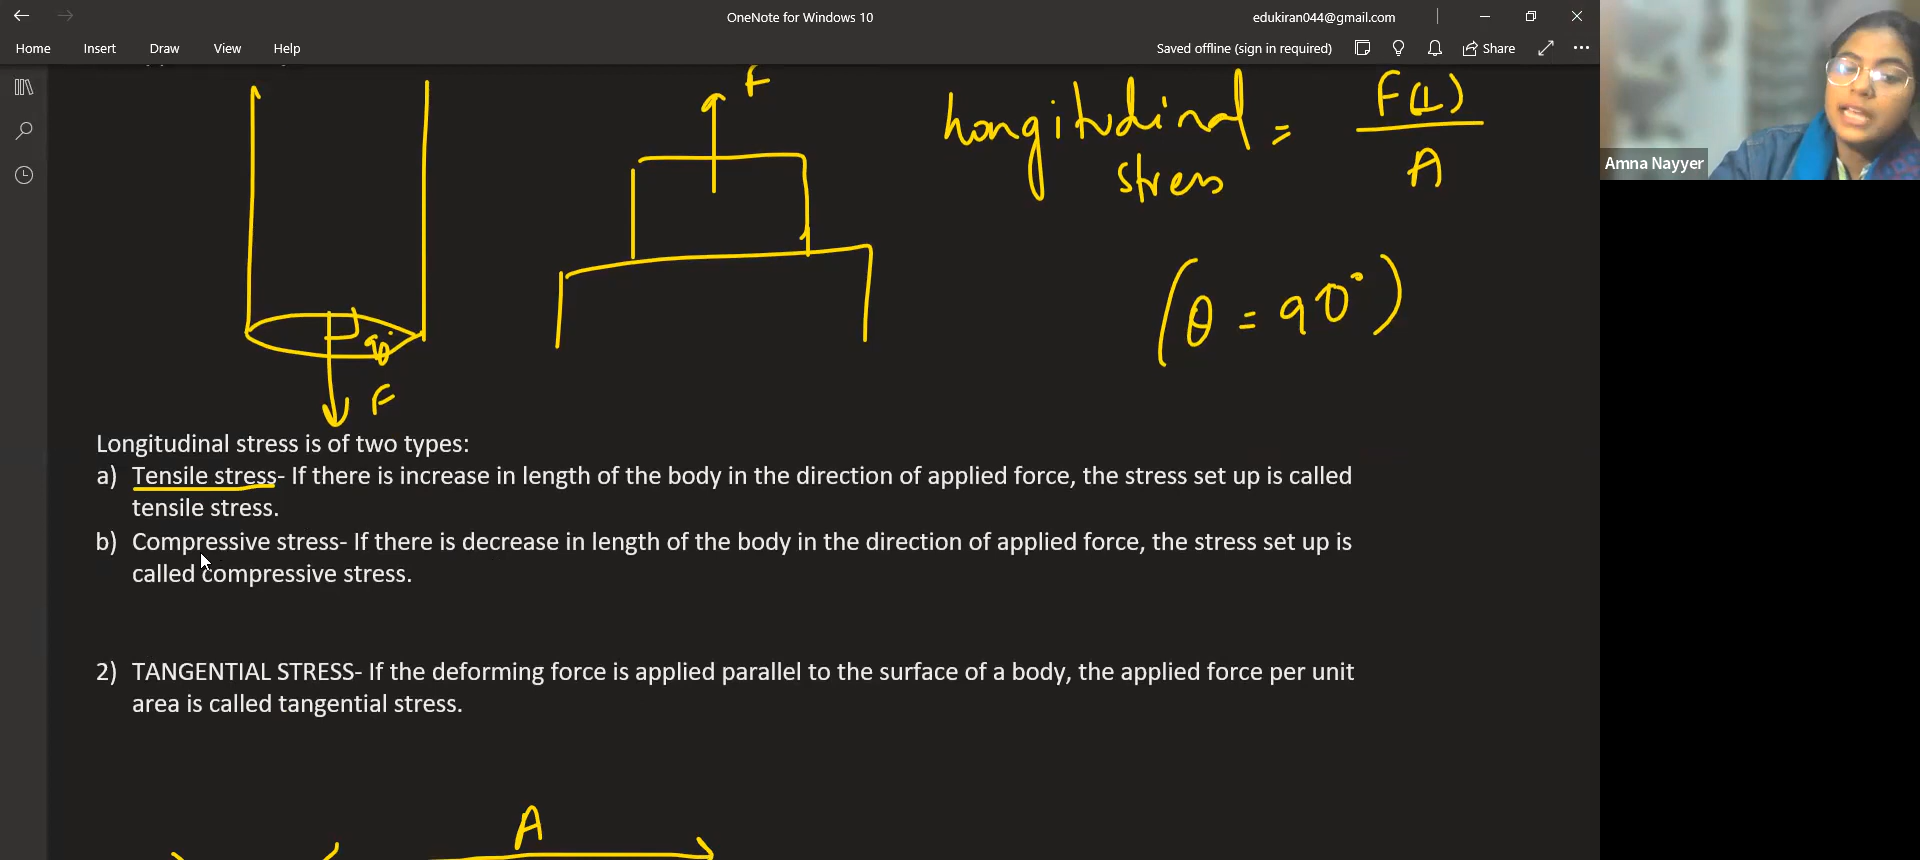 OneNote for Windows 10
edukiran044@gmail.com
Home Insert Draw View Help
Saved offline (sign in required)
Share
F
Longitudinal stress = F(⊥) / A
(θ = 90°)
90°
F
Amna Nayyer
Longitudinal stress is of two types:
a) Tensile stress- If there is increase in length of the body in the direction of applied force, the stress set up is called
tensile stress.
b) Compressive stress- If there is decrease in length of the body in the direction of applied force, the stress set up is
called compressive stress.
2) TANGENTIAL STRESS- If the deforming force is applied parallel to the surface of a body, the applied force per unit
area is called tangential stress.
A